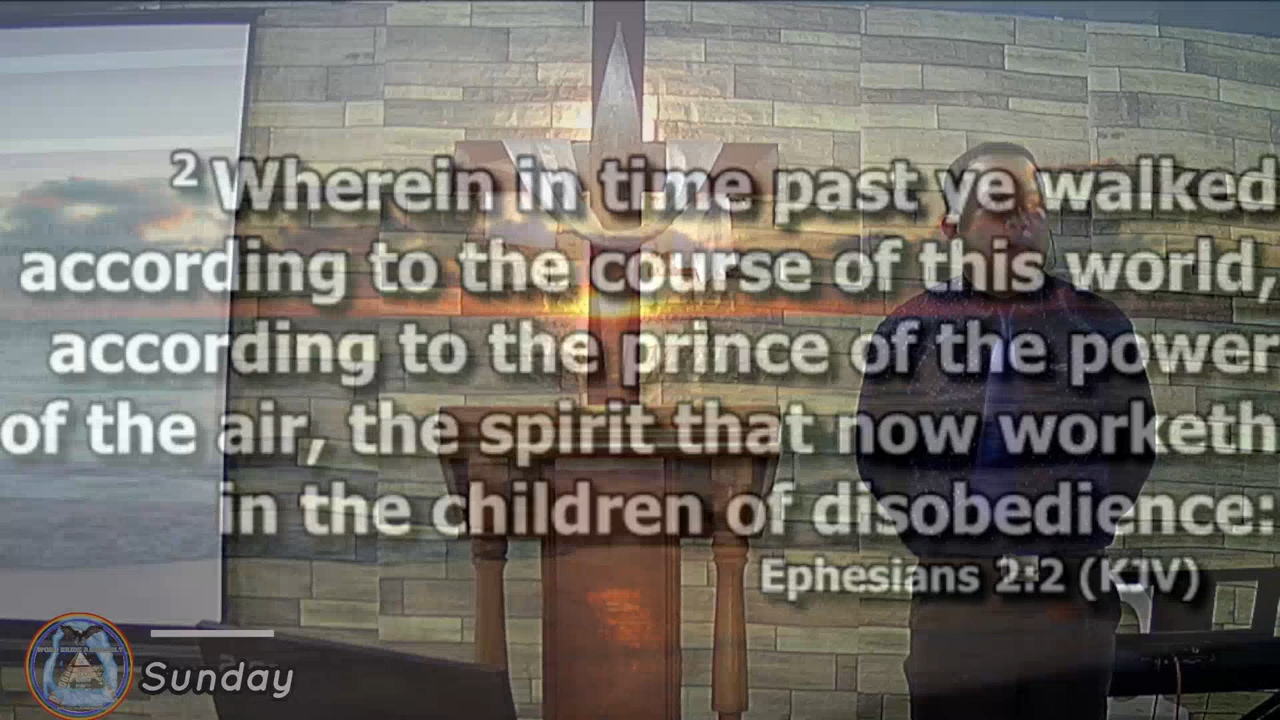 2 Wherein in time past ye walked
according to the course of this world,
according to the prince of the power
of the air, the spirit that now worketh
in the children of disobedience:
Ephesians 2:2 (KJV)
Sunday